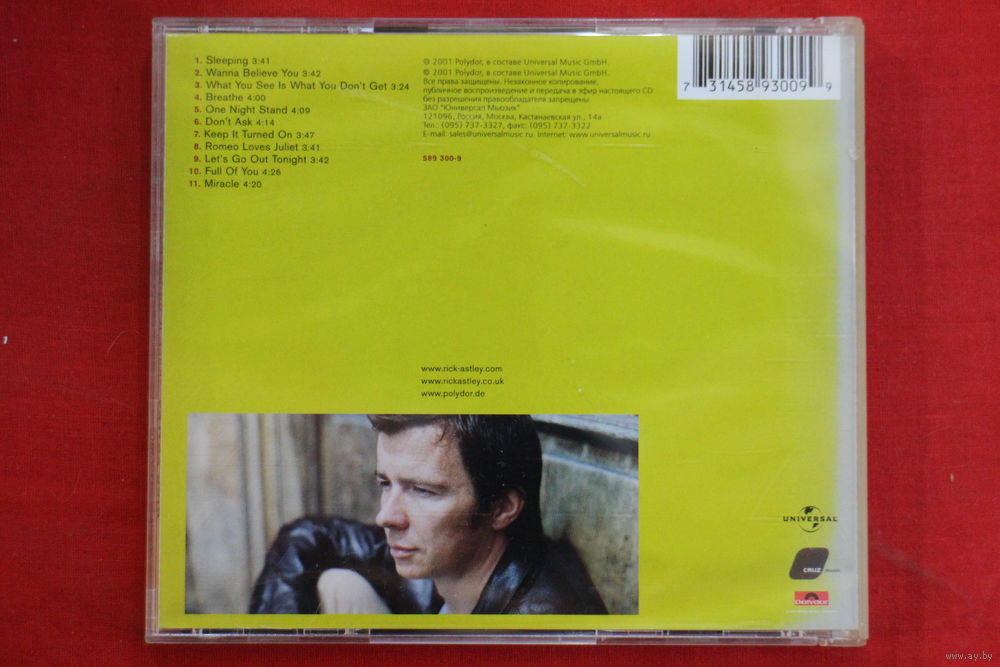 1. Sleeping 3:41
2. Wanna Believe You 3:42
3. What You See Is What You Don't Get 3:24
4. Breathe 4:00
5. One Night Stand 4:09
6. Don't Ask 4:14
7. Keep It Turned On 3:47
8. Romeo Loves Juliet 3:41
9. Let's Go Out Tonight 3:42
10. Full Of You 4:26
11. Miracle 4:20
℗ 2001 Polydor, в составе Universal Music GmbH.
© 2001 Polydor, в составе Universal Music GmbH.
Все права защищены. Незаконное копирование,
публичное воспроизведение и передача в эфир настоящего CD
без разрешения правообладателя запрещены.
ЗАО "Юниверсал Мьюзик"
121096, Россия, Москва, Кастанаевская ул., 14а
Тел.: (095) 737-3327, факс: (095) 737-3322
E-mail: sales@universalmusic.ru Internet: www.universalmusic.ru
589 300-9
7 31458 93009 9
www.rick-astley.com
www.rickastley.co.uk
www.polydor.de
UNIVERSAL
CRUZ music
polydor
www.ay.by